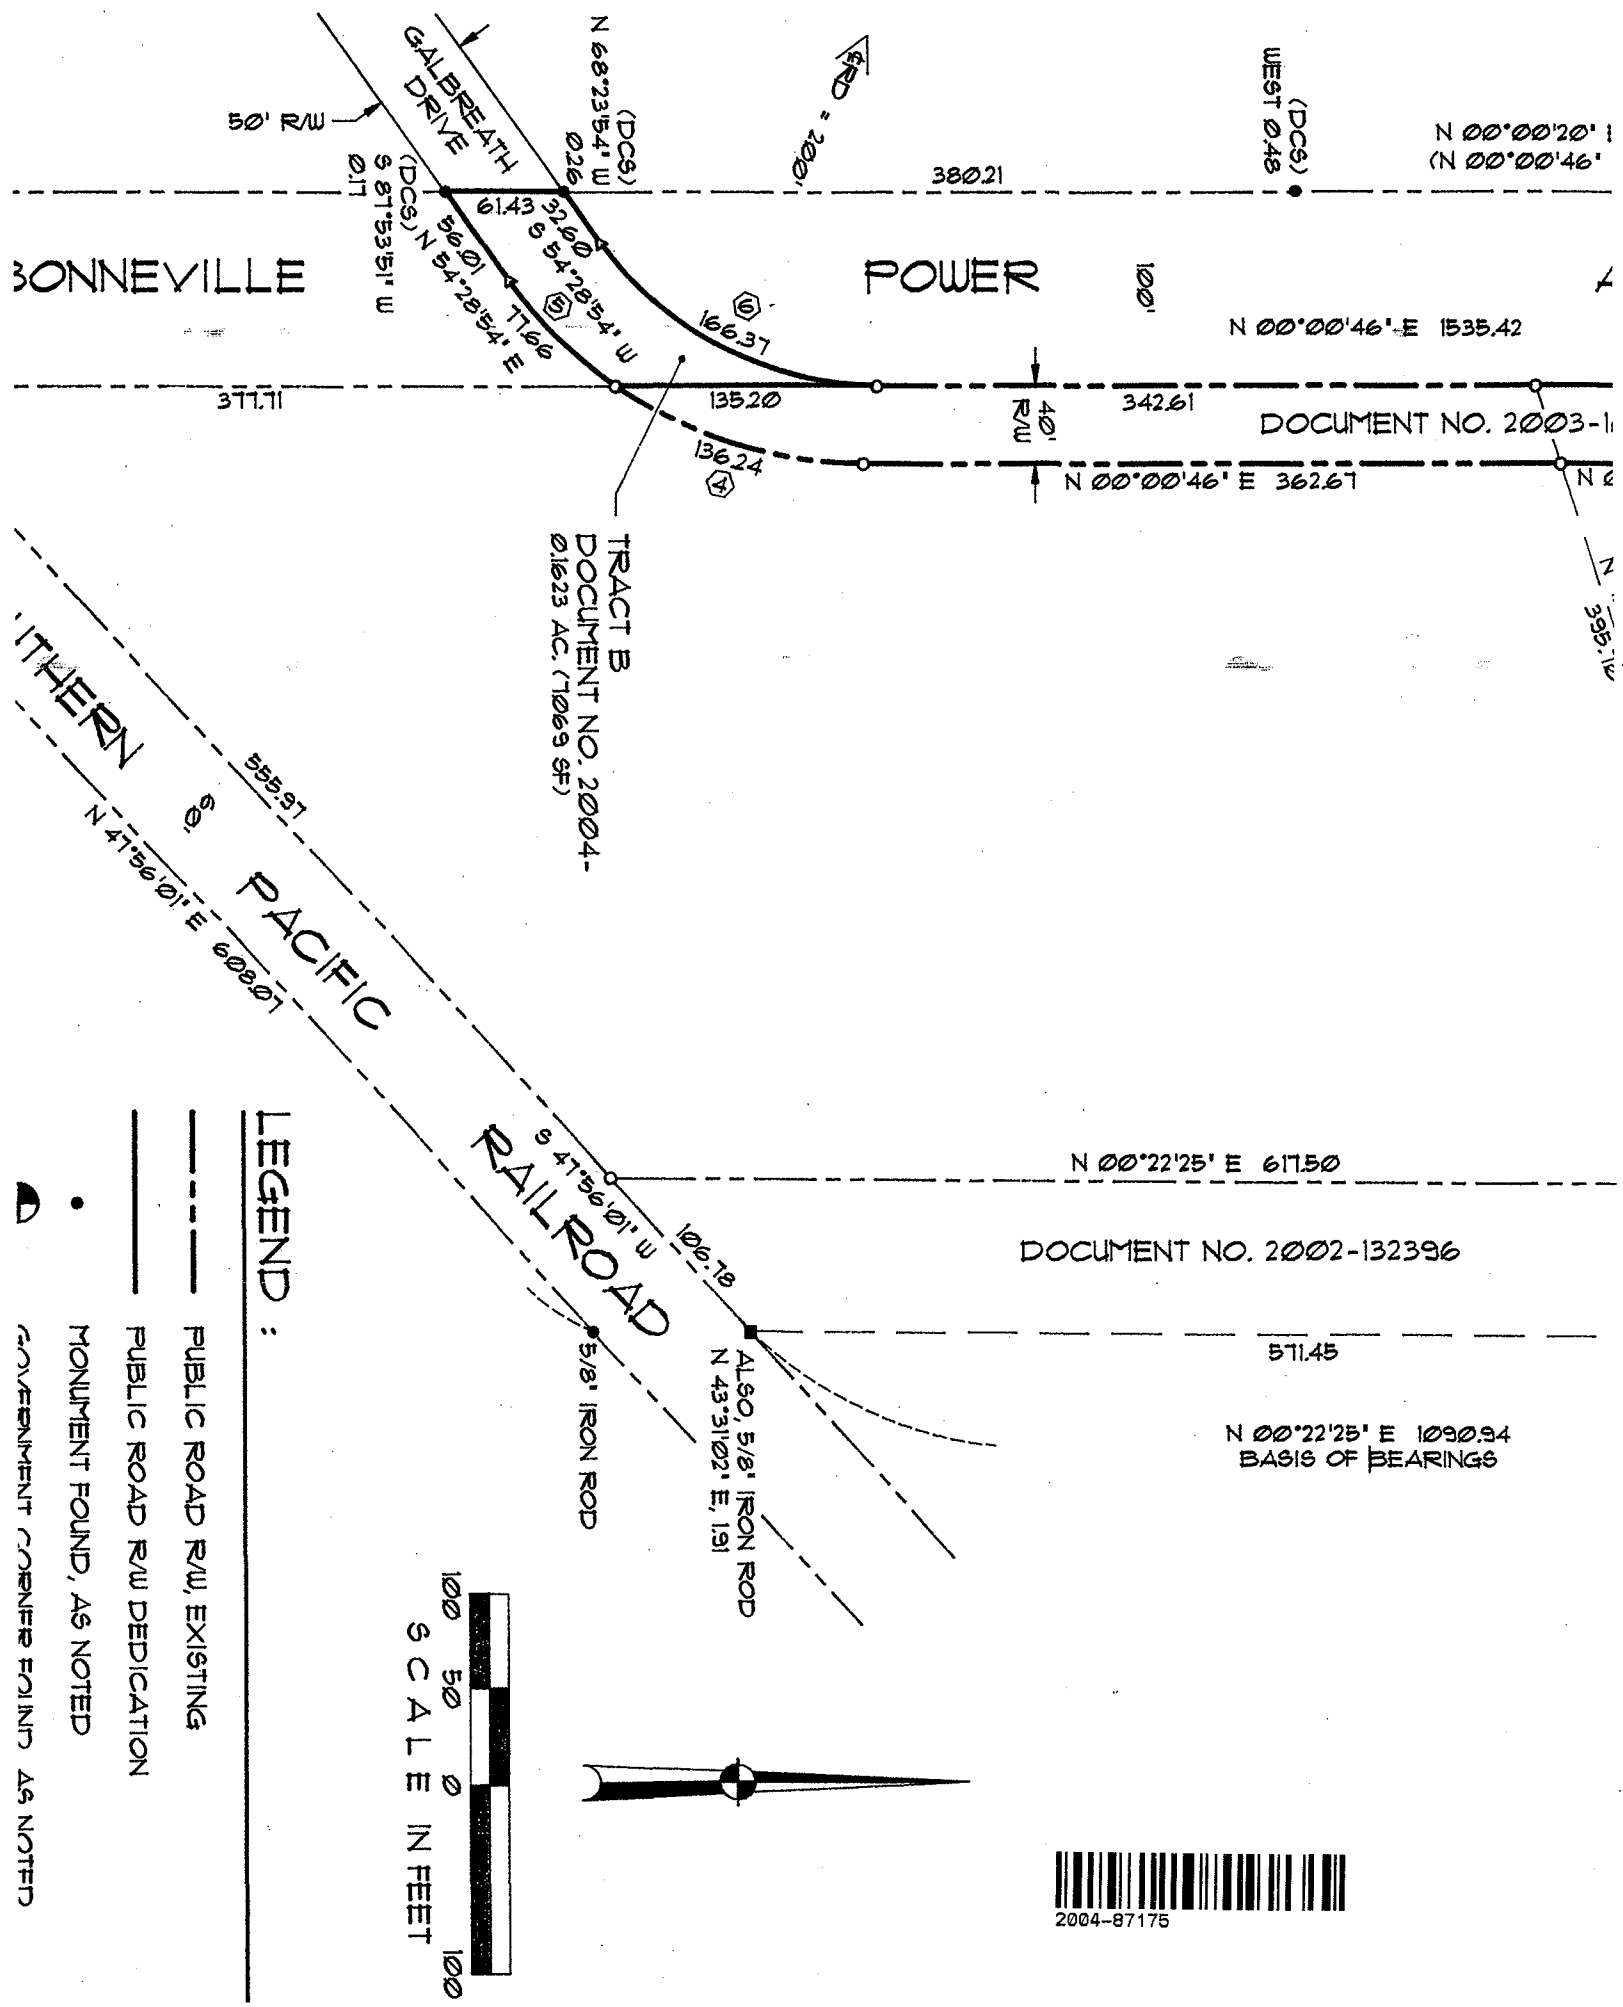 GALBREATH
DRIVE
50' R/W
N 68°23'54" W
0.26
(DCS)
(DCS)
S 87°53'51" W
0.17
⅊RD = 200'
WEST 0.48
(DCS)
N 00°00'20"
(N 00°00'46"
380.21
61.43
32.60
S 54°28'54" W
56.01
N 54°28'54" E
77.66
5
6
166.37
BONNEVILLE
POWER
100'
N 00°00'46" E 1535.42
377.71
135.20
136.24
4
40'
R/W
342.61
DOCUMENT NO. 2003-1
N 00°00'46" E 362.67
N
395.7
TRACT B
DOCUMENT NO. 2004-
0.1623 AC. (7069 SF)
THERN
60'
PACIFIC
RAILROAD
555.97
N 47°56'01" E 608.07
S 47°56'01" W
106.78
N 00°22'25" E 617.50
DOCUMENT NO. 2002-132396
571.45
N 00°22'25" E 1090.94
BASIS OF BEARINGS
5/8" IRON ROD
ALSO, 5/8" IRON ROD
N 43°31'02" E, 1.91
LEGEND :
PUBLIC ROAD R/W, EXISTING
PUBLIC ROAD R/W DEDICATION
MONUMENT FOUND, AS NOTED
GOVERNMENT CORNER FOUND AS NOTED
100 50 0 100
SCALE IN FEET
2004-87175